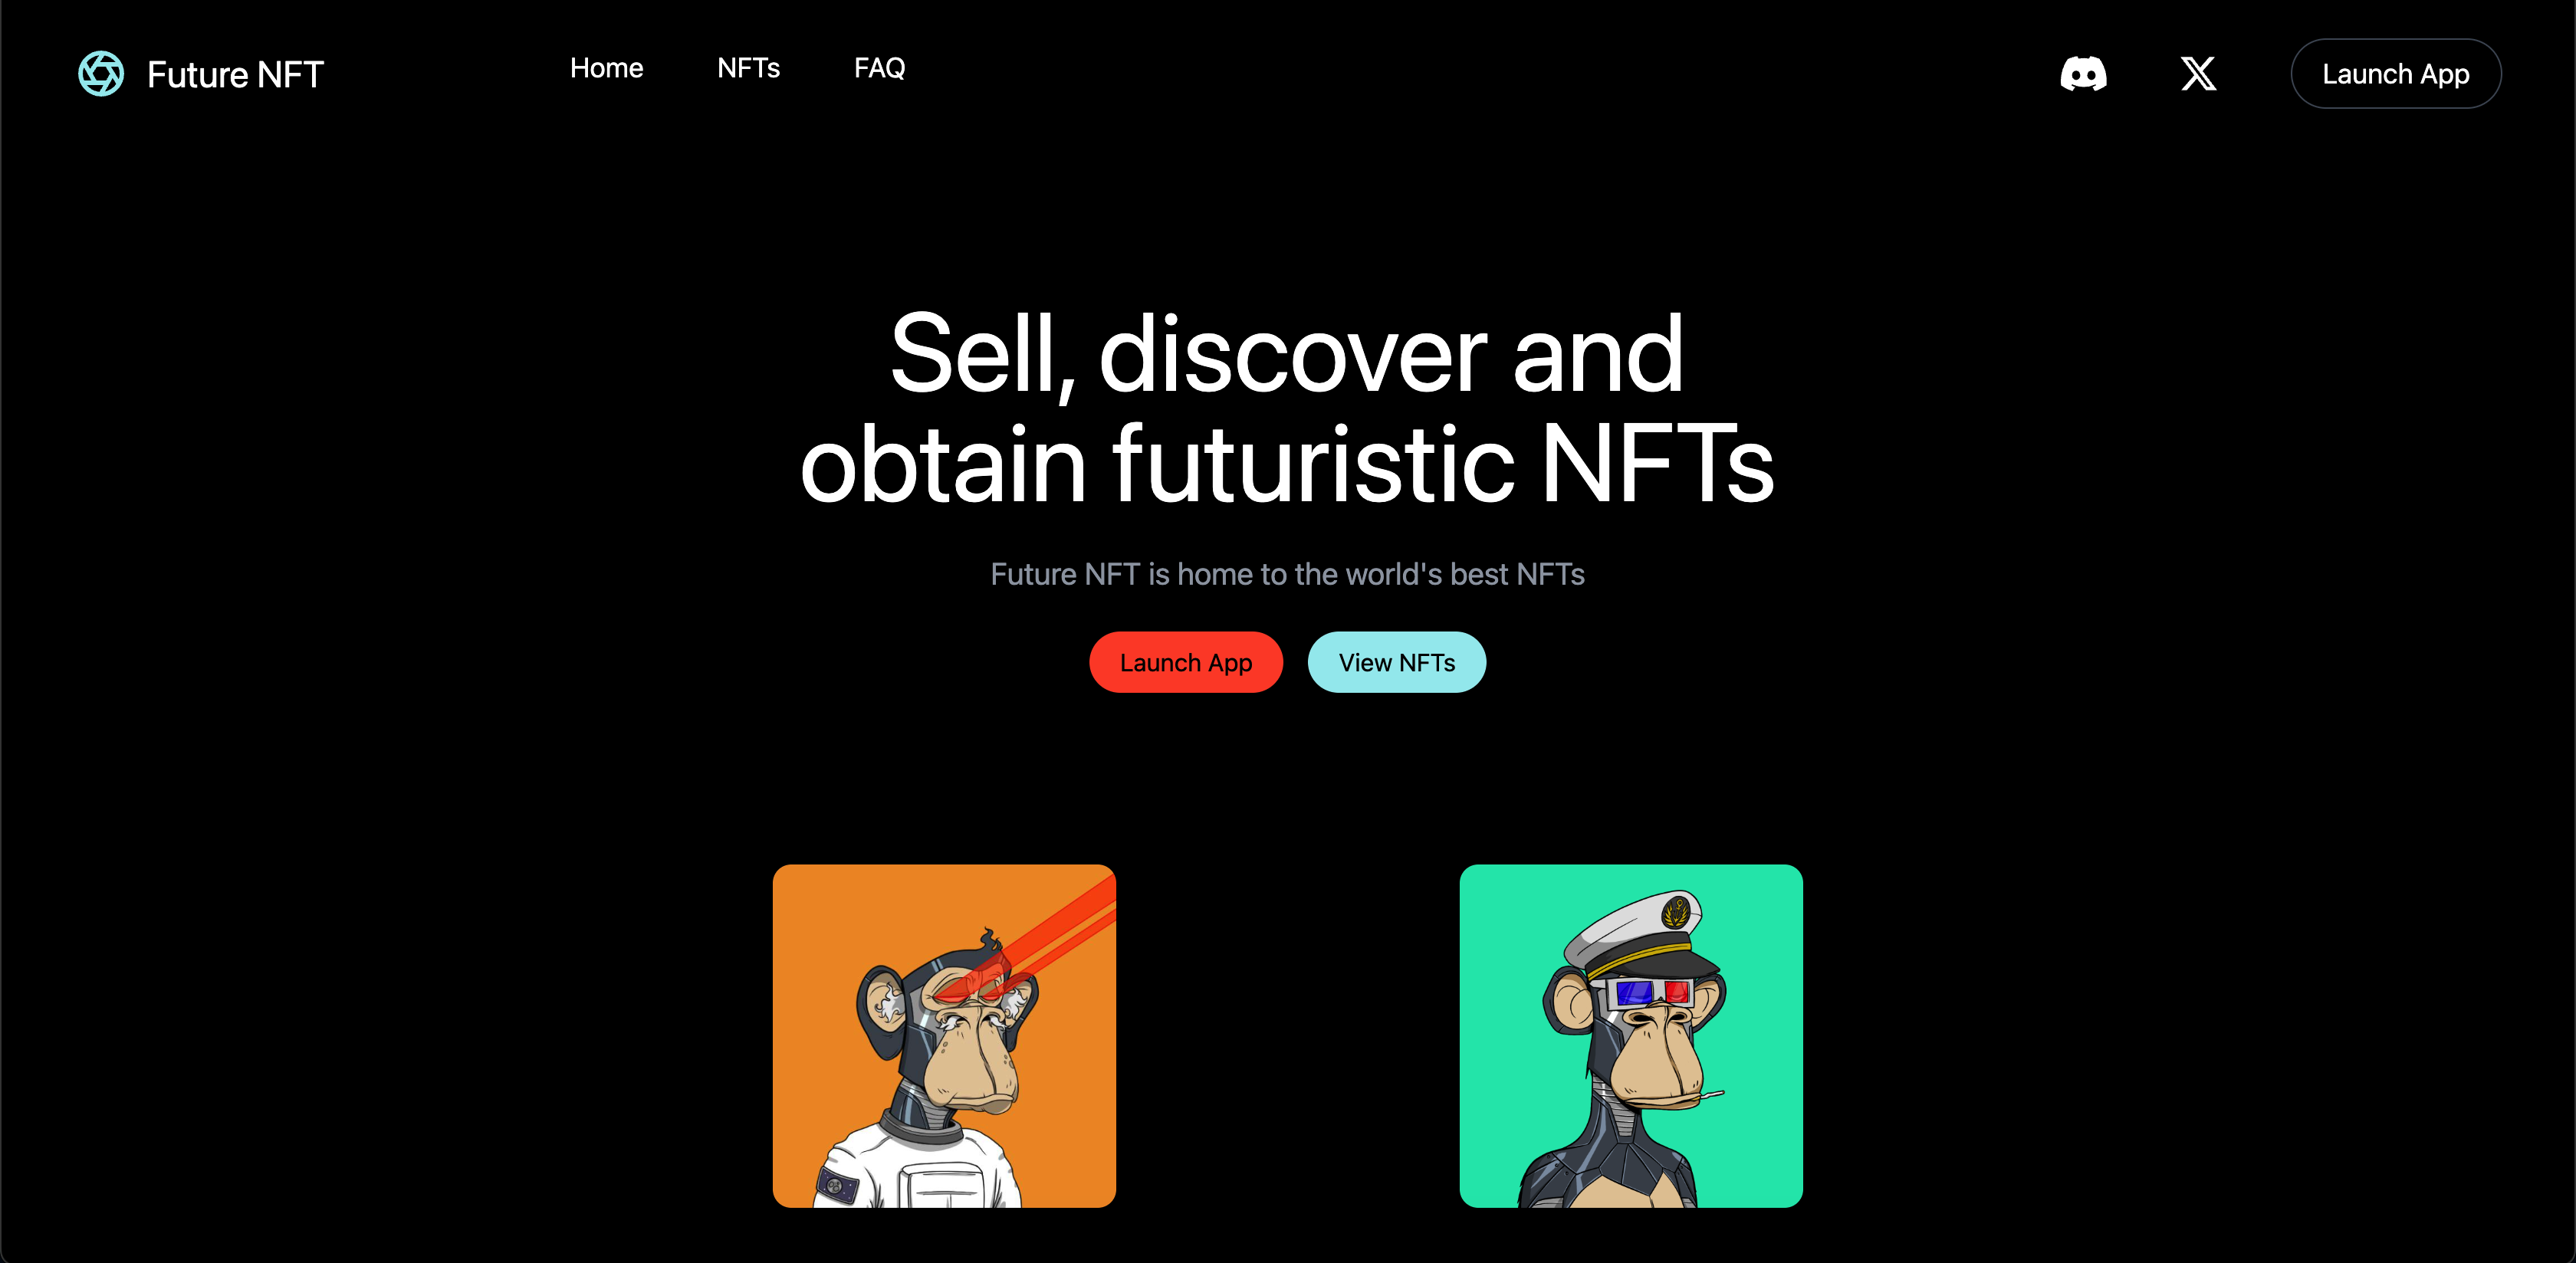 Future NFT
Home
NFTs
FAQ
Launch App
Sell, discover and
obtain futuristic NFTs
Future NFT is home to the world's best NFTs
Launch App
View NFTs